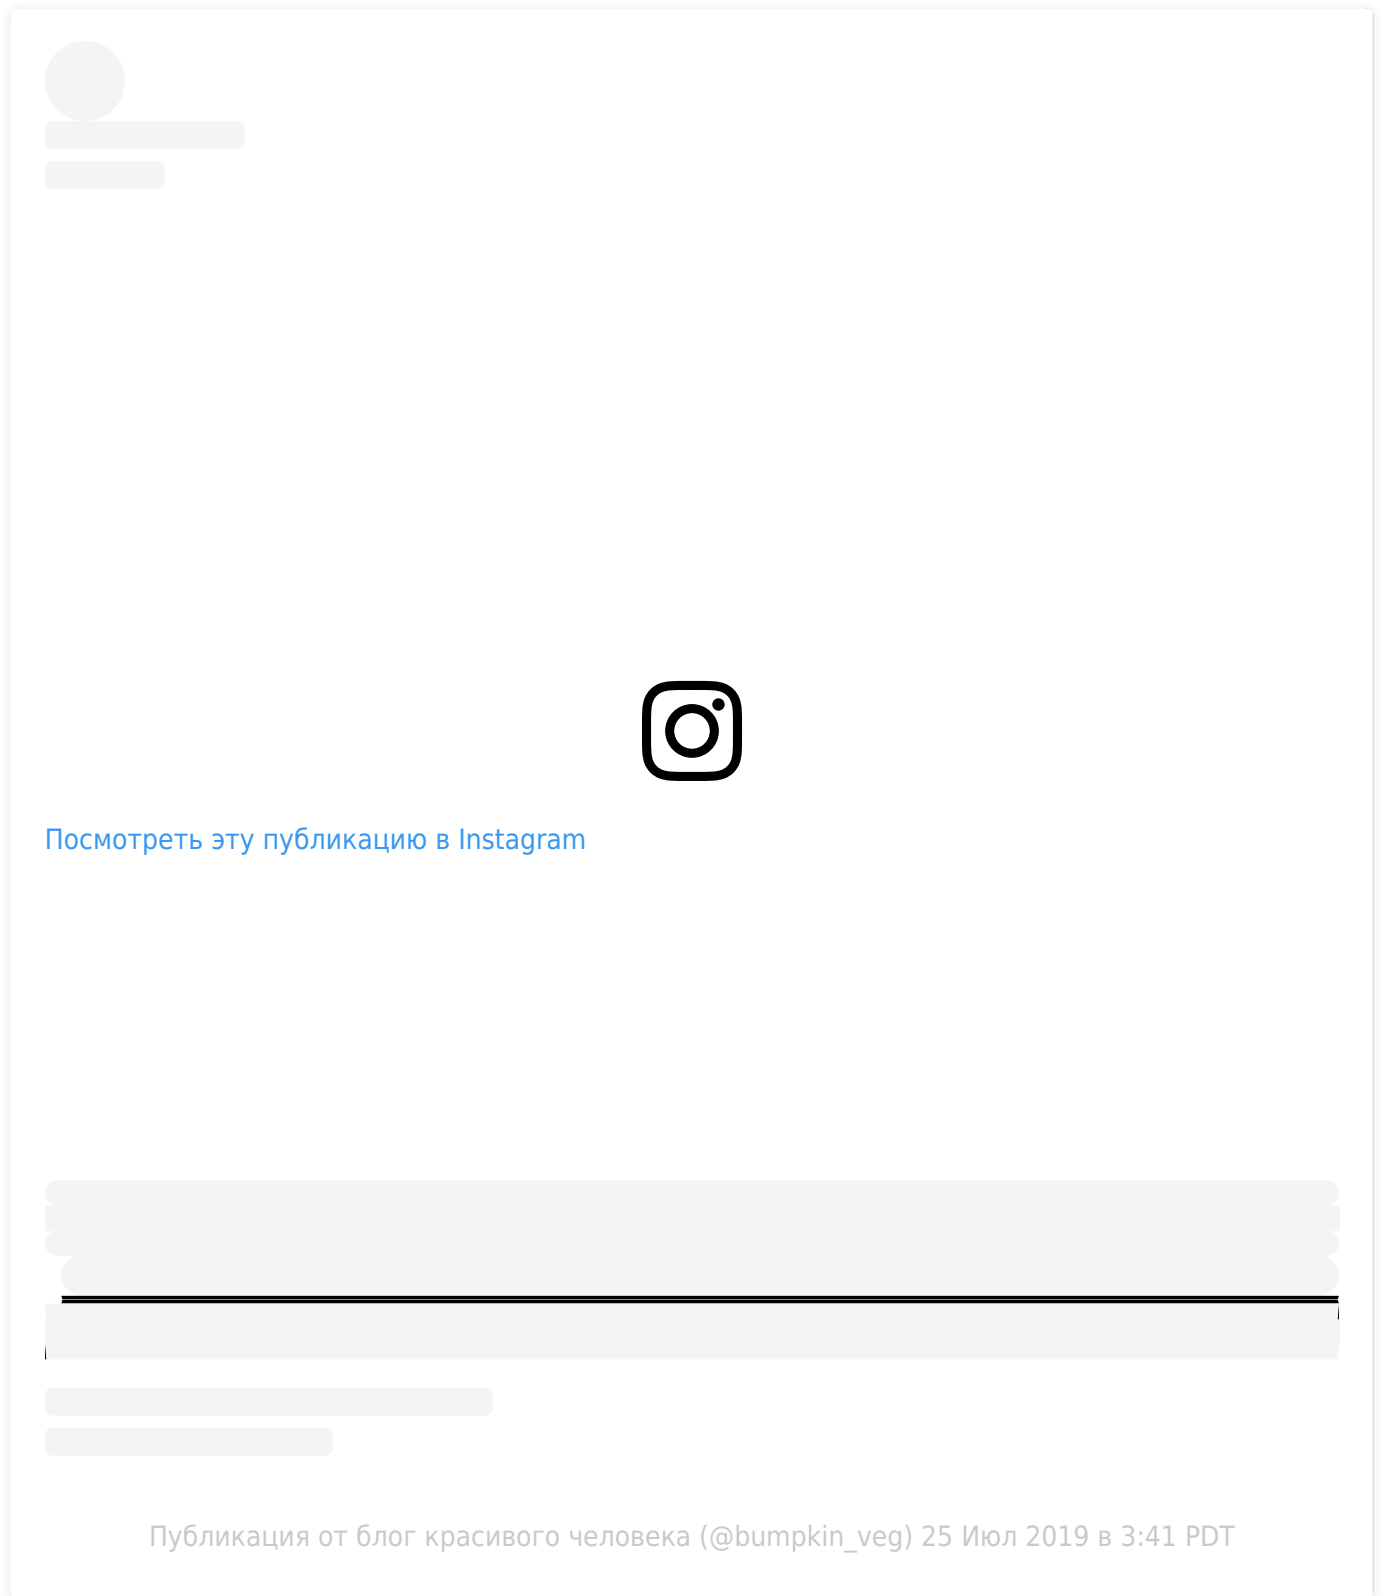 Посмотреть эту публикацию в Instagram
Публикация от блог красивого человека (@bumpkin_veg) 25 Июл 2019 в 3:41 PDT